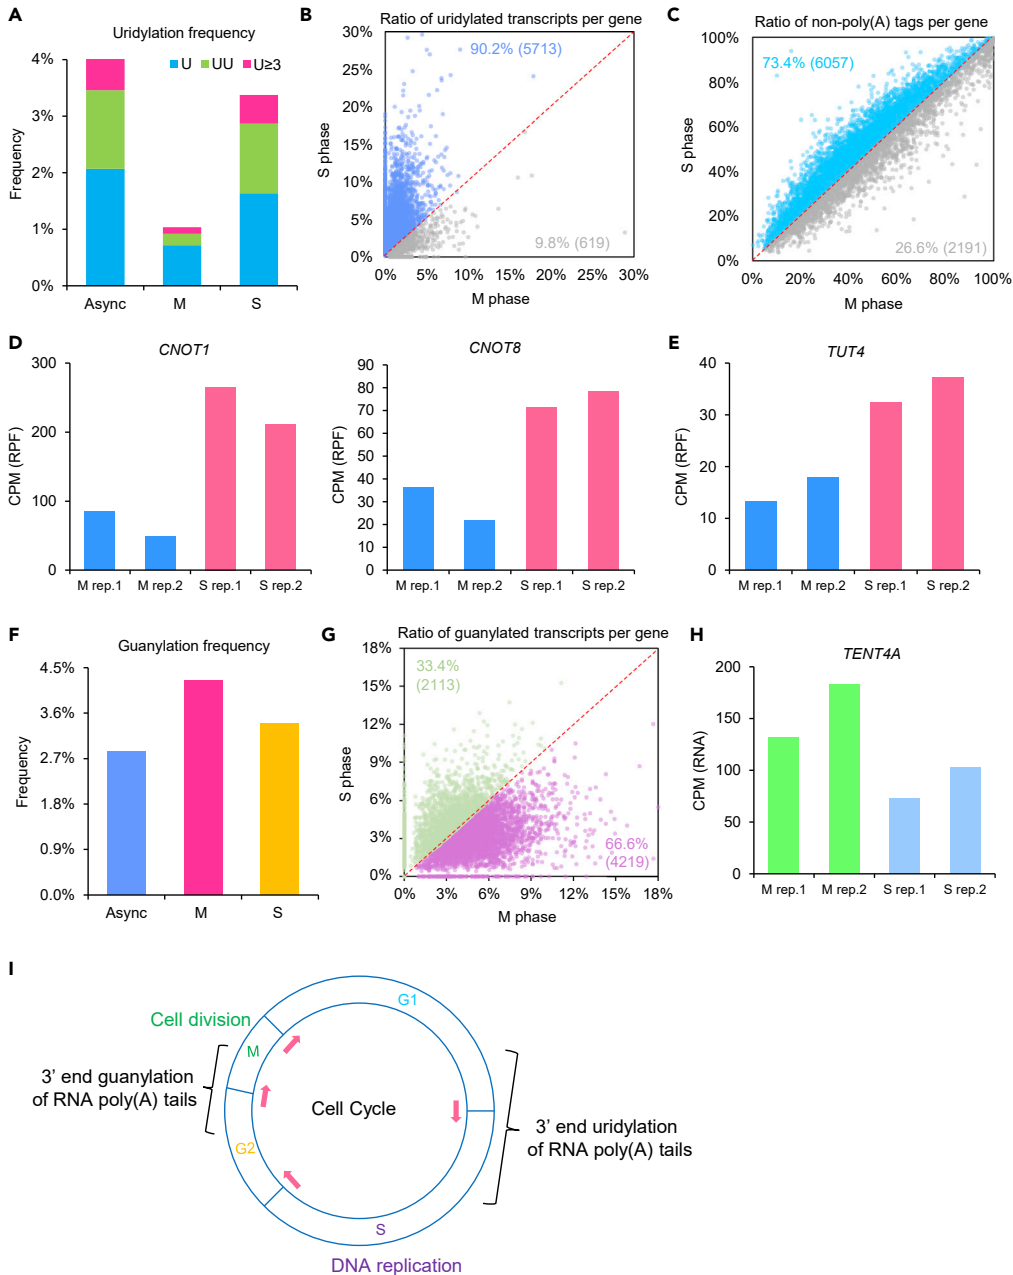 A
Uridylation frequency
U UU U≥3
4%
3%
2%
1%
0%
Frequency
Async M S
B
Ratio of uridylated transcripts per gene
30%
25%
20%
15%
10%
5%
0%
S phase
90.2% (5713)
9.8% (619)
0% 5% 10% 15% 20% 25% 30%
M phase
C
Ratio of non-poly(A) tags per gene
100%
80%
60%
40%
20%
0%
S phase
73.4% (6057)
26.6% (2191)
0% 20% 40% 60% 80% 100%
M phase
D
CNOT1
300
200
100
0
CPM (RPF)
M rep.1 M rep.2 S rep.1 S rep.2
CNOT8
90
80
70
60
50
40
30
20
10
0
CPM (RPF)
M rep.1 M rep.2 S rep.1 S rep.2
E
TUT4
40
30
20
10
0
CPM (RPF)
M rep.1 M rep.2 S rep.1 S rep.2
F
Guanylation frequency
4.5%
3.6%
2.7%
1.8%
0.9%
0.0%
Frequency
Async M S
G
Ratio of guanylated transcripts per gene
18%
15%
12%
9%
6%
3%
0%
S phase
33.4%
(2113)
66.6%
(4219)
0% 3% 6% 9% 12% 15% 18%
M phase
H
TENT4A
200
150
100
50
0
CPM (RNA)
M rep.1 M rep.2 S rep.1 S rep.2
I
G1
Cell division
M
3’ end guanylation
of RNA poly(A) tails
Cell Cycle
3’ end uridylation
of RNA poly(A) tails
G2
S
DNA replication